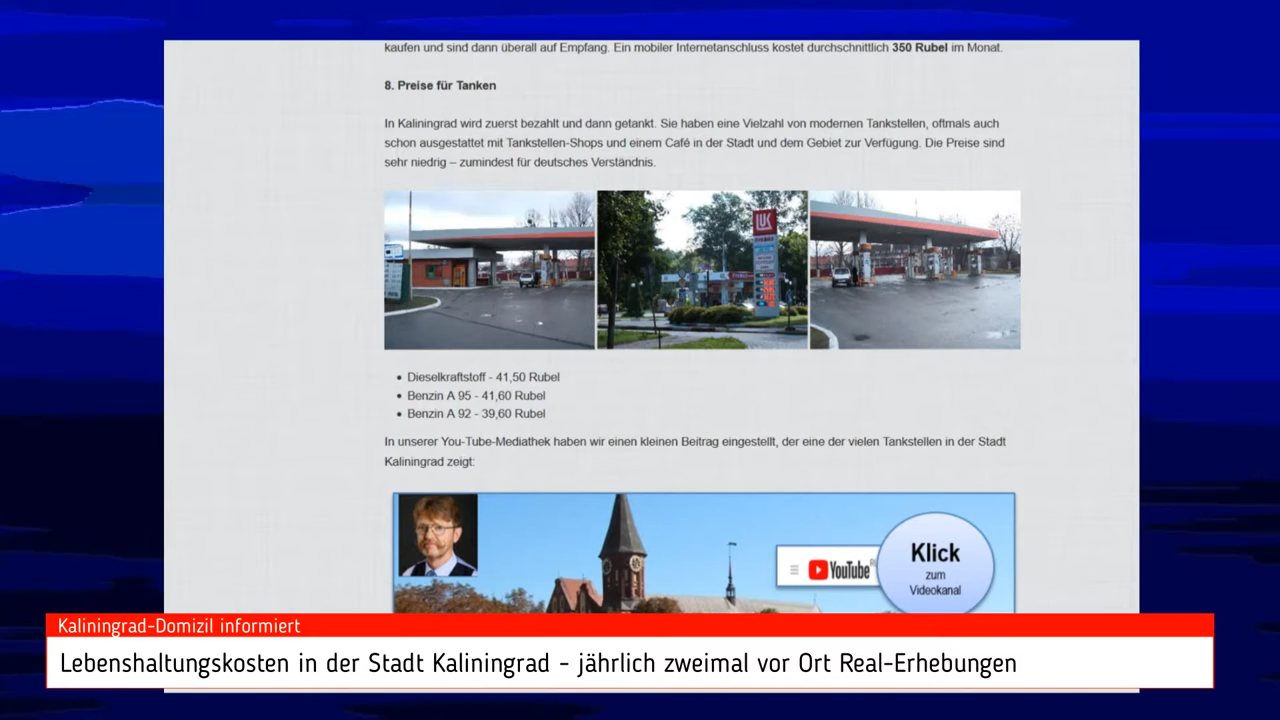 kaufen und sind dann überall auf Empfang. Ein mobiler Internetanschluss kostet durchschnittlich 350 Rubel im Monat.
8. Preise für Tanken
In Kaliningrad wird zuerst bezahlt und dann getankt. Sie haben eine Vielzahl von modernen Tankstellen, oftmals auch
schon ausgestattet mit Tankstellen-Shops und einem Café in der Stadt und dem Gebiet zur Verfügung. Die Preise sind
sehr niedrig – zumindest für deutsches Verständnis.
LUK
• Dieselkraftstoff - 41,50 Rubel
• Benzin A 95 - 41,60 Rubel
• Benzin A 92 - 39,60 Rubel
In unserer You-Tube-Mediathek haben wir einen kleinen Beitrag eingestellt, der eine der vielen Tankstellen in der Stadt
Kaliningrad zeigt:
YouTube
Klick
zum
Videokanal
Kaliningrad-Domizil informiert
Lebenshaltungskosten in der Stadt Kaliningrad - jährlich zweimal vor Ort Real-Erhebungen